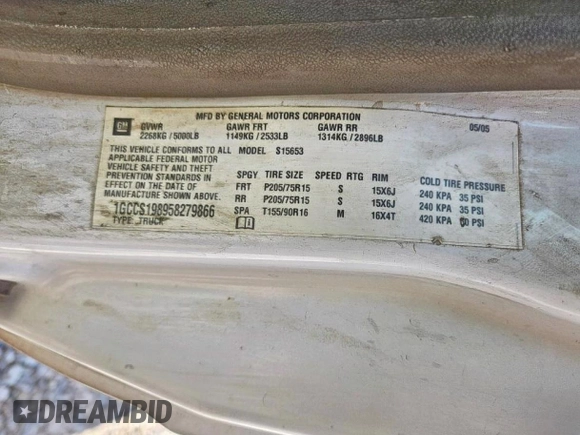 MFD BY GENERAL MOTORS CORPORATION
GM GVWR GAWR FRT GAWR RR 05/05
2268KG / 5000LB 1149KG / 2533LB 1314KG / 2896LB
THIS VEHICLE CONFORMS TO ALL MODEL S15653
APPLICABLE FEDERAL MOTOR
VEHICLE SAFETY AND THEFT
PREVENTION STANDARDS IN
EFFECT ON THE DATE OF
MANUFACTURE SHOWN ABOVE.
1GCCS198958279866
TYPE: TRUCK
SPGY TIRE SIZE SPEED RTG RIM COLD TIRE PRESSURE
FRT P205/75R15 S 15X6J 240 KPA 35 PSI
RR P205/75R15 S 15X6J 240 KPA 35 PSI
SPA T155/90R16 M 16X4T 420 KPA 60 PSI
DREAMBID